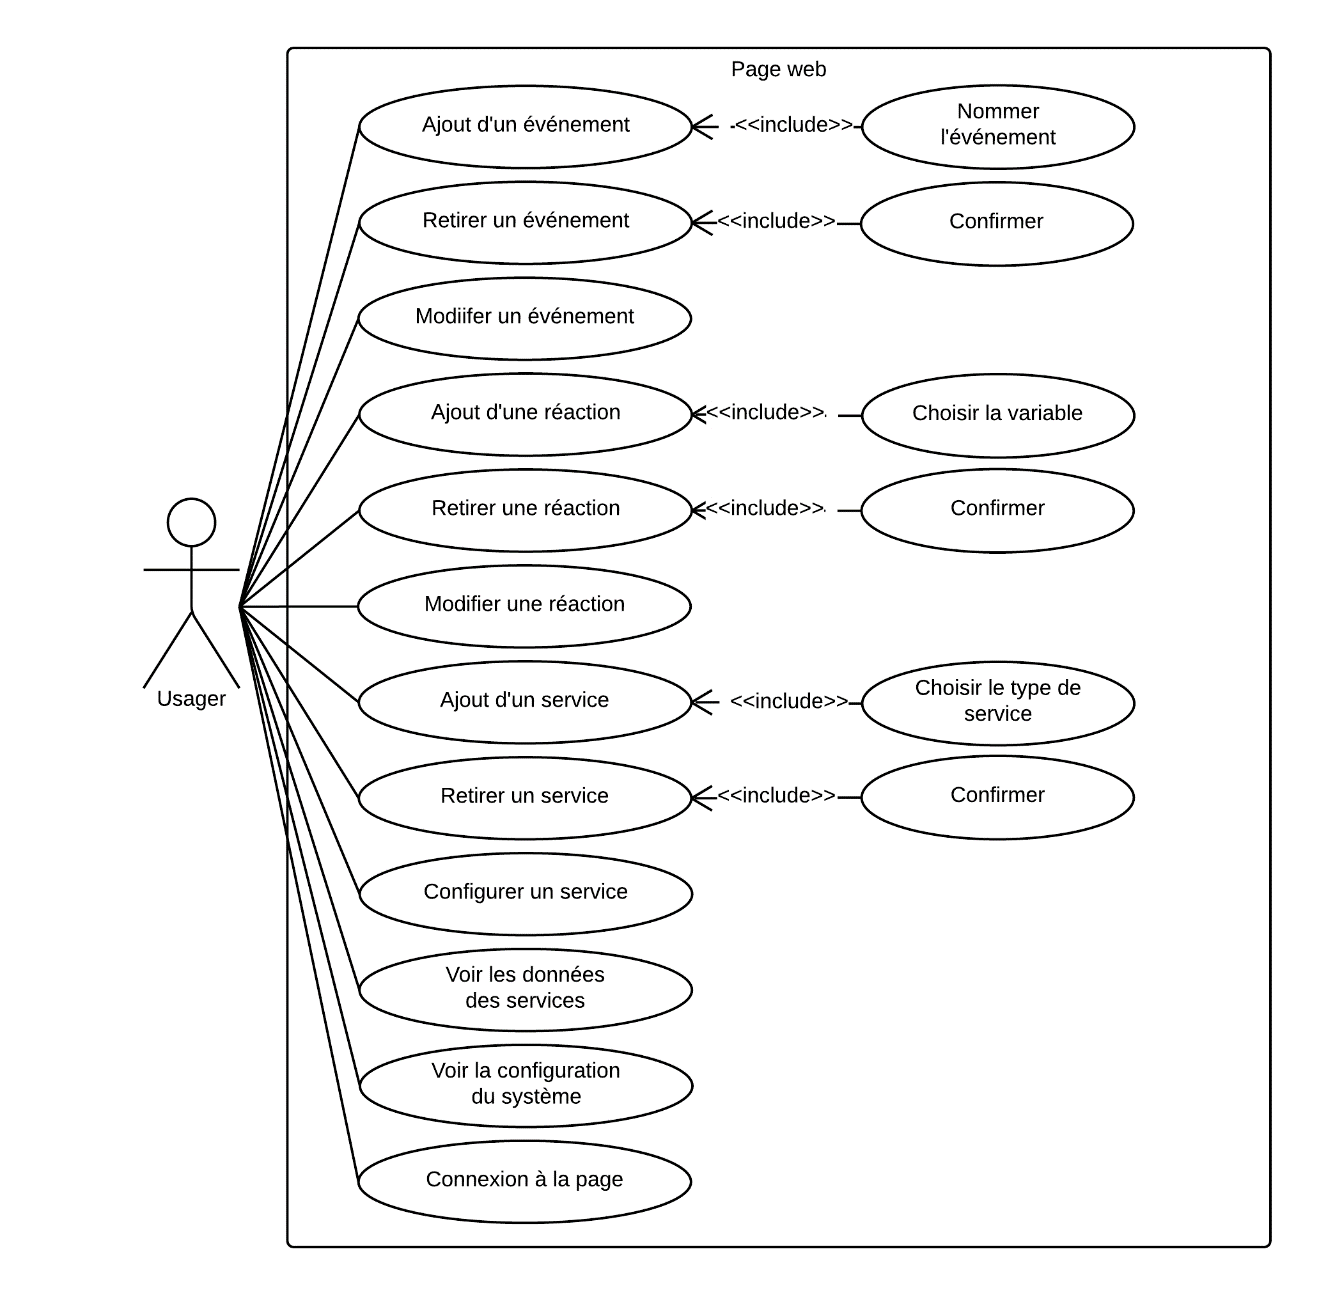 Page web
Ajout d'un événement
<<include>>
Nommer
l'événement
Retirer un événement
<<include>>
Confirmer
Modiifer un événement
Ajout d'une réaction
<<include>>
Choisir la variable
Retirer une réaction
<<include>>
Confirmer
Modifier une réaction
Usager
Ajout d'un service
<<include>>
Choisir le type de
service
Retirer un service
<<include>>
Confirmer
Configurer un service
Voir les données
des services
Voir la configuration
du système
Connexion à la page